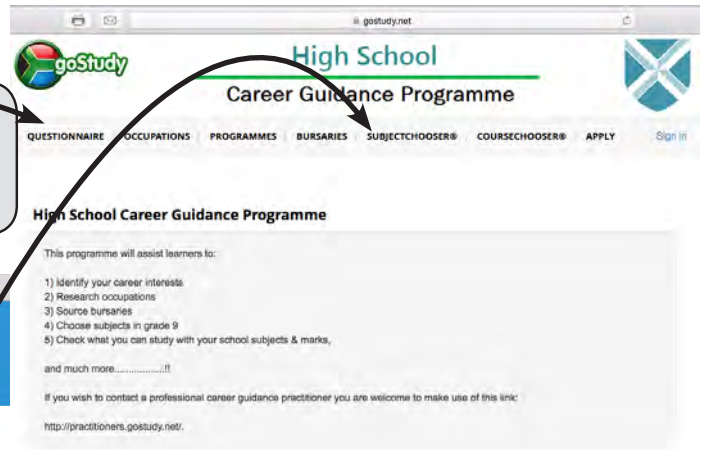 gostudy.net
goStudy
High School
Career Guidance Programme
QUESTIONNAIRE OCCUPATIONS PROGRAMMES BURSARIES SUBJECTCHOOSER® COURSECHOOSER® APPLY Sign in
High School Career Guidance Programme
This programme will assist learners to:
1) Identify your career interests
2) Research occupations
3) Source bursaries
4) Choose subjects in grade 9
5) Check what you can study with your school subjects & marks,
and much more..................!!
If you wish to contact a professional career guidance practitioner you are welcome to make use of this link:
http://practitioners.gostudy.net/.